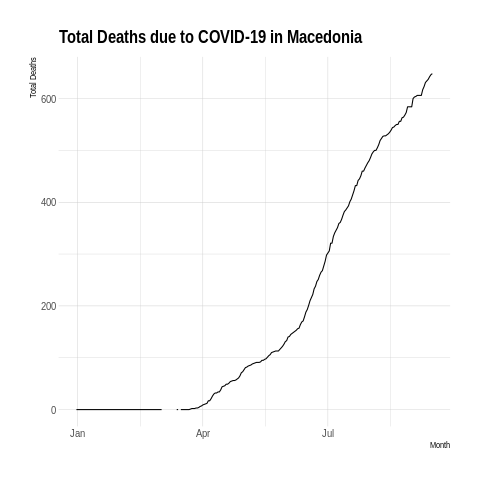 Total Deaths due to COVID-19 in Macedonia
Total Deaths
600
400
200
0
Jan
Apr
Jul
Month